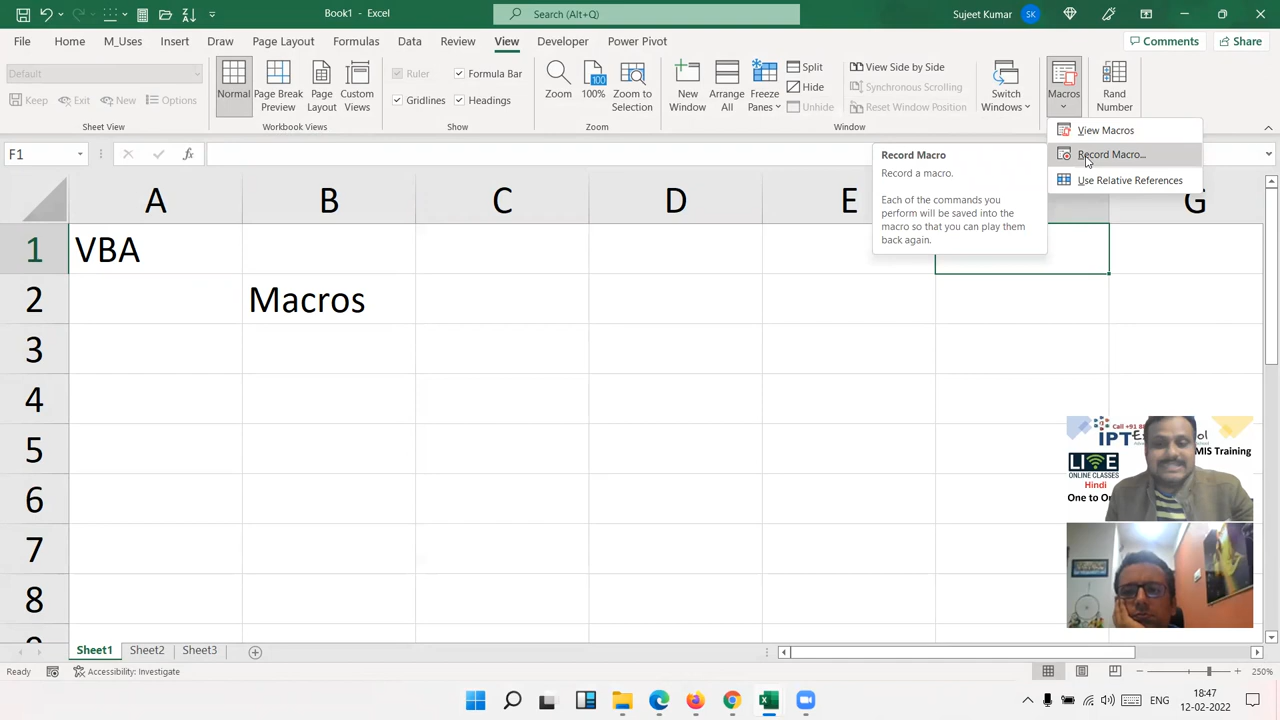 Book1 - Excel
Search (Alt+Q)
Sujeet Kumar
SK
File Home M_Uses Insert Draw Page Layout Formulas Data Review View Developer Help Power Pivot
Comments
Share
Default
Keep Exit New Options
Sheet View
Normal
Page Break Preview
Page Layout
Custom Views
Workbook Views
Ruler
Formula Bar
Gridlines
Headings
Show
Zoom
100
100%
Zoom to Selection
Zoom
New Window
Arrange All
Freeze Panes
Split
Hide
Unhide
View Side by Side
Synchronous Scrolling
Reset Window Position
Switch Windows
Window
Macros
Rand Number
View Macros
Record Macro...
Use Relative References
F1
fx
Record Macro
Record a macro.
Each of the commands you
perform will be saved into the
macro so that you can play them
back again.
A B C D E G
1 VBA
2 Macros
3
4
5
6
7
8
Call +91 8
IPT
MIS Training
LIVE
ONLINE CLASSES
Hindi
One to On
Sheet1 Sheet2 Sheet3
Ready
Accessibility: Investigate
250%
ENG
18:47
12-02-2022